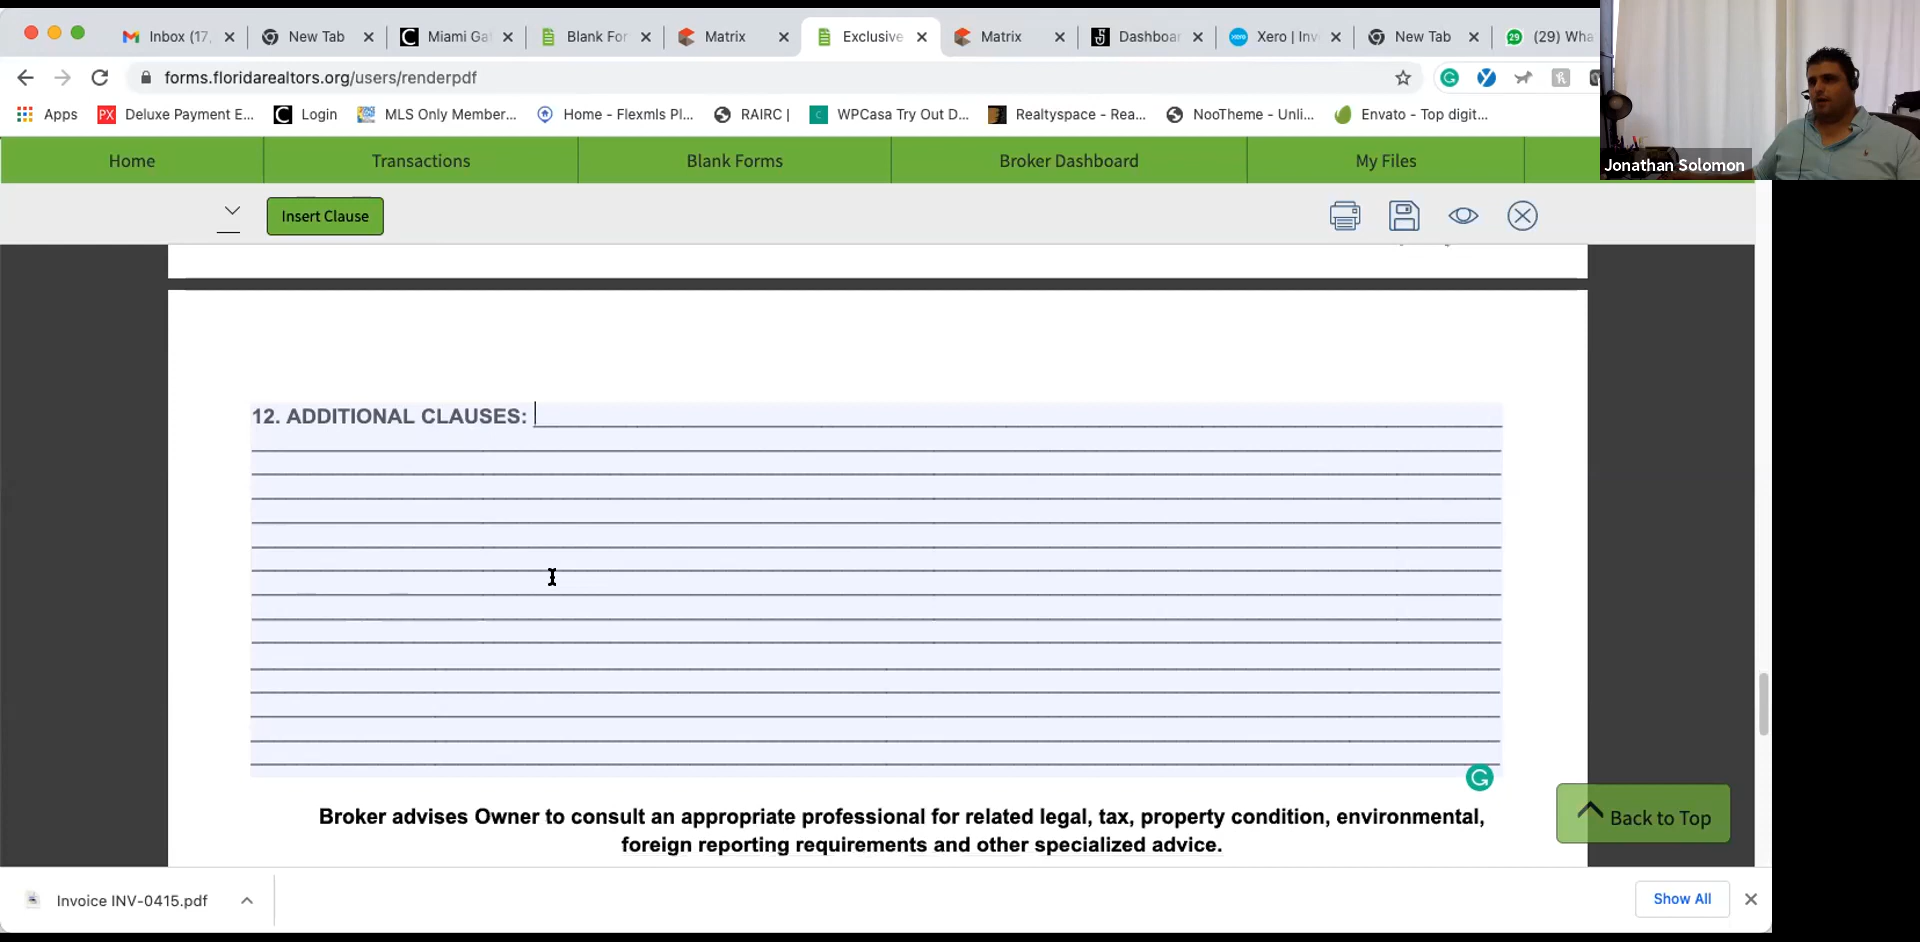 Inbox (17,
New Tab
Miami Ga
Blank For
Matrix
Exclusive
Matrix
Dashboar
Xero | Inv
New Tab
(29) Wha
forms.floridarealtors.org/users/renderpdf
Apps
Deluxe Payment E...
Login
MLS Only Member...
Home - Flexmls Pl...
RAIRC |
WPCasa Try Out D...
Realtyspace - Rea...
NooTheme - Unli...
Envato - Top digit...
Jonathan Solomon
Home
Transactions
Blank Forms
Broker Dashboard
My Files
Insert Clause
12. ADDITIONAL CLAUSES:
Broker advises Owner to consult an appropriate professional for related legal, tax, property condition, environmental,
foreign reporting requirements and other specialized advice.
Back to Top
Invoice INV-0415.pdf
Show All